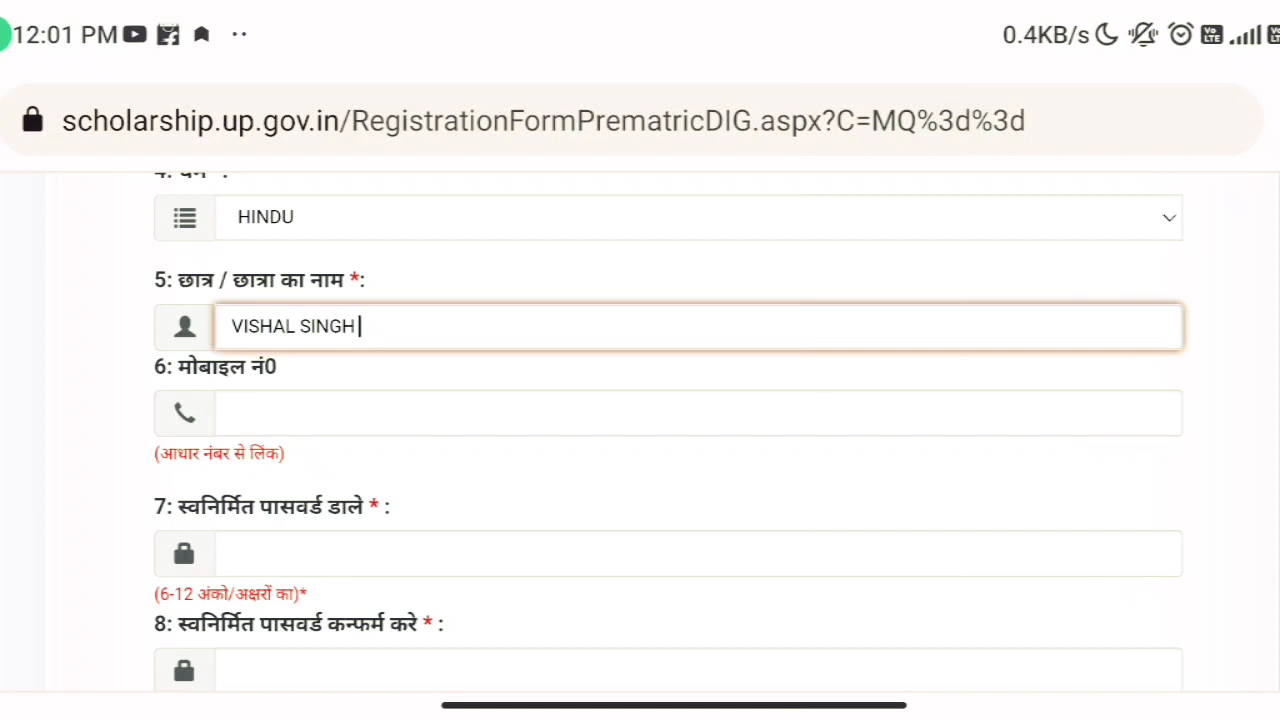 12:01 PM
0.4KB/s
scholarship.up.gov.in/RegistrationFormPrematricDIG.aspx?C=MQ%3d%3d
HINDU
5: छात्र / छात्रा का नाम *:
VISHAL SINGH
6: मोबाइल नं0
(आधार नंबर से लिंक)
7: स्वनिर्मित पासवर्ड डाले * :
(6-12 अंको/अक्षरों का)*
8: स्वनिर्मित पासवर्ड कन्फर्म करे * :